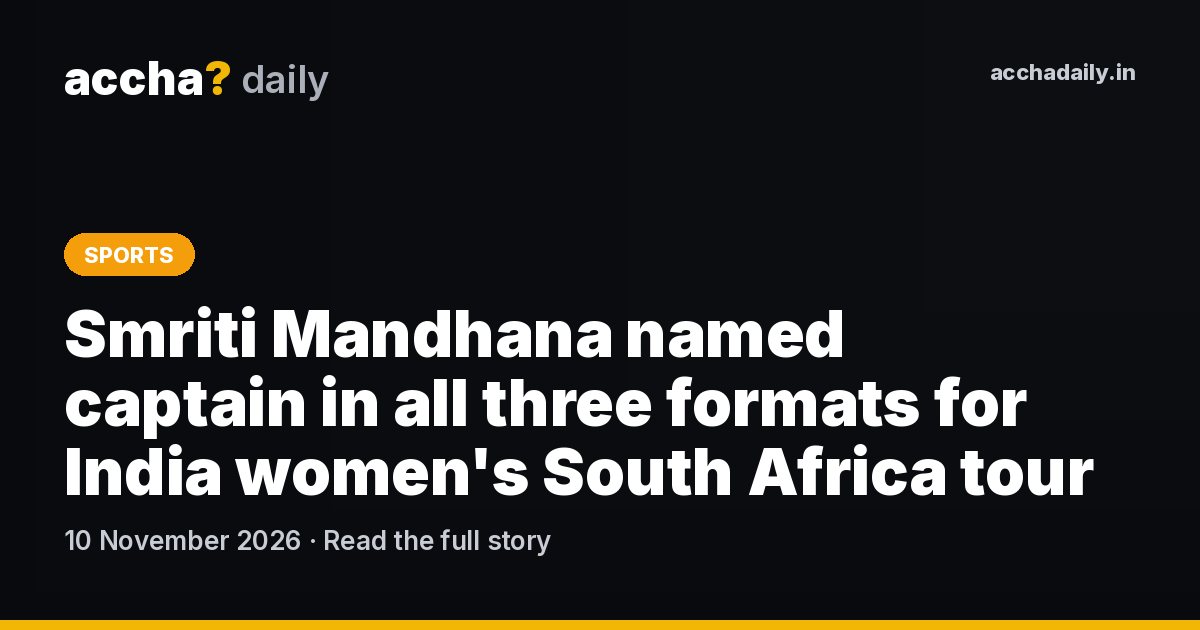 accha? daily
acchadaily.in
SPORTS
Smriti Mandhana named
captain in all three formats for
India women's South Africa tour
10 November 2026 · Read the full story